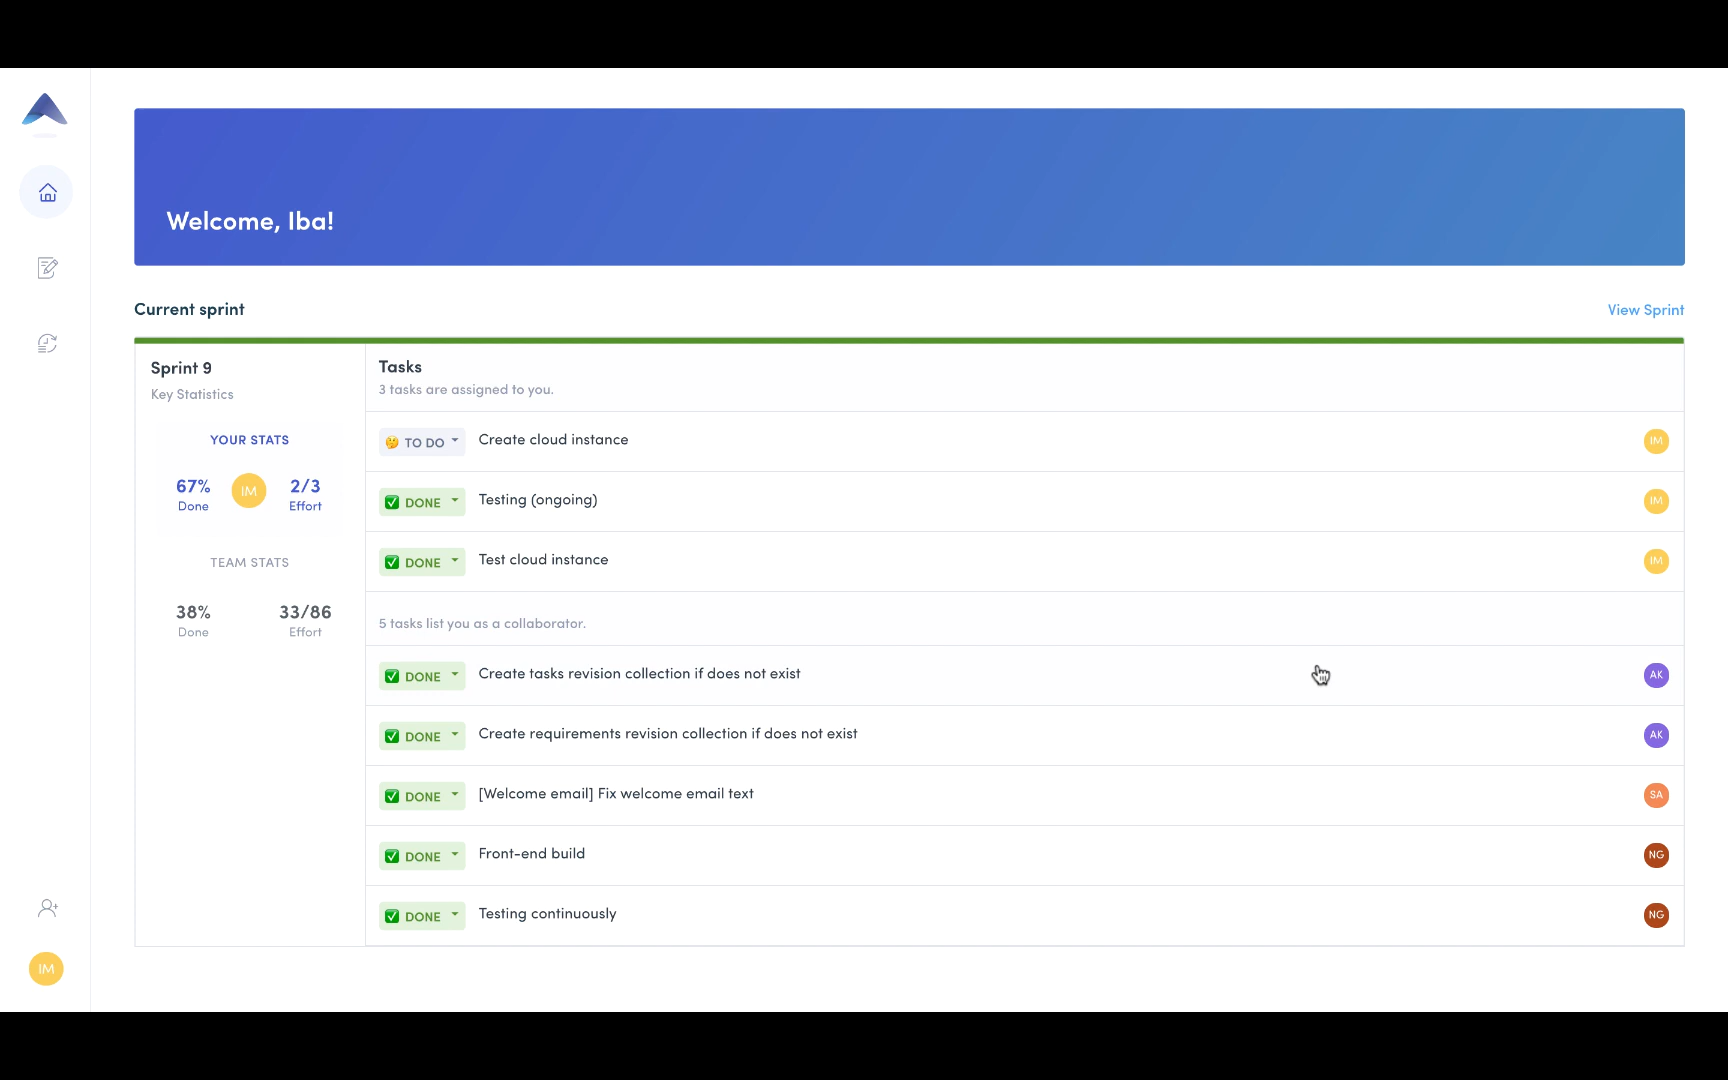 Welcome, Iba!
Current sprint
View Sprint
Sprint 9
Key Statistics
YOUR STATS
67%
Done
IM
2/3
Effort
TEAM STATS
38%
Done
33/86
Effort
Tasks
3 tasks are assigned to you.
TO DO Create cloud instance IM
DONE Testing (ongoing) IM
DONE Test cloud instance IM
5 tasks list you as a collaborator.
DONE Create tasks revision collection if does not exist AK
DONE Create requirements revision collection if does not exist AK
DONE [Welcome email] Fix welcome email text SA
DONE Front-end build NG
DONE Testing continuously NG
IM